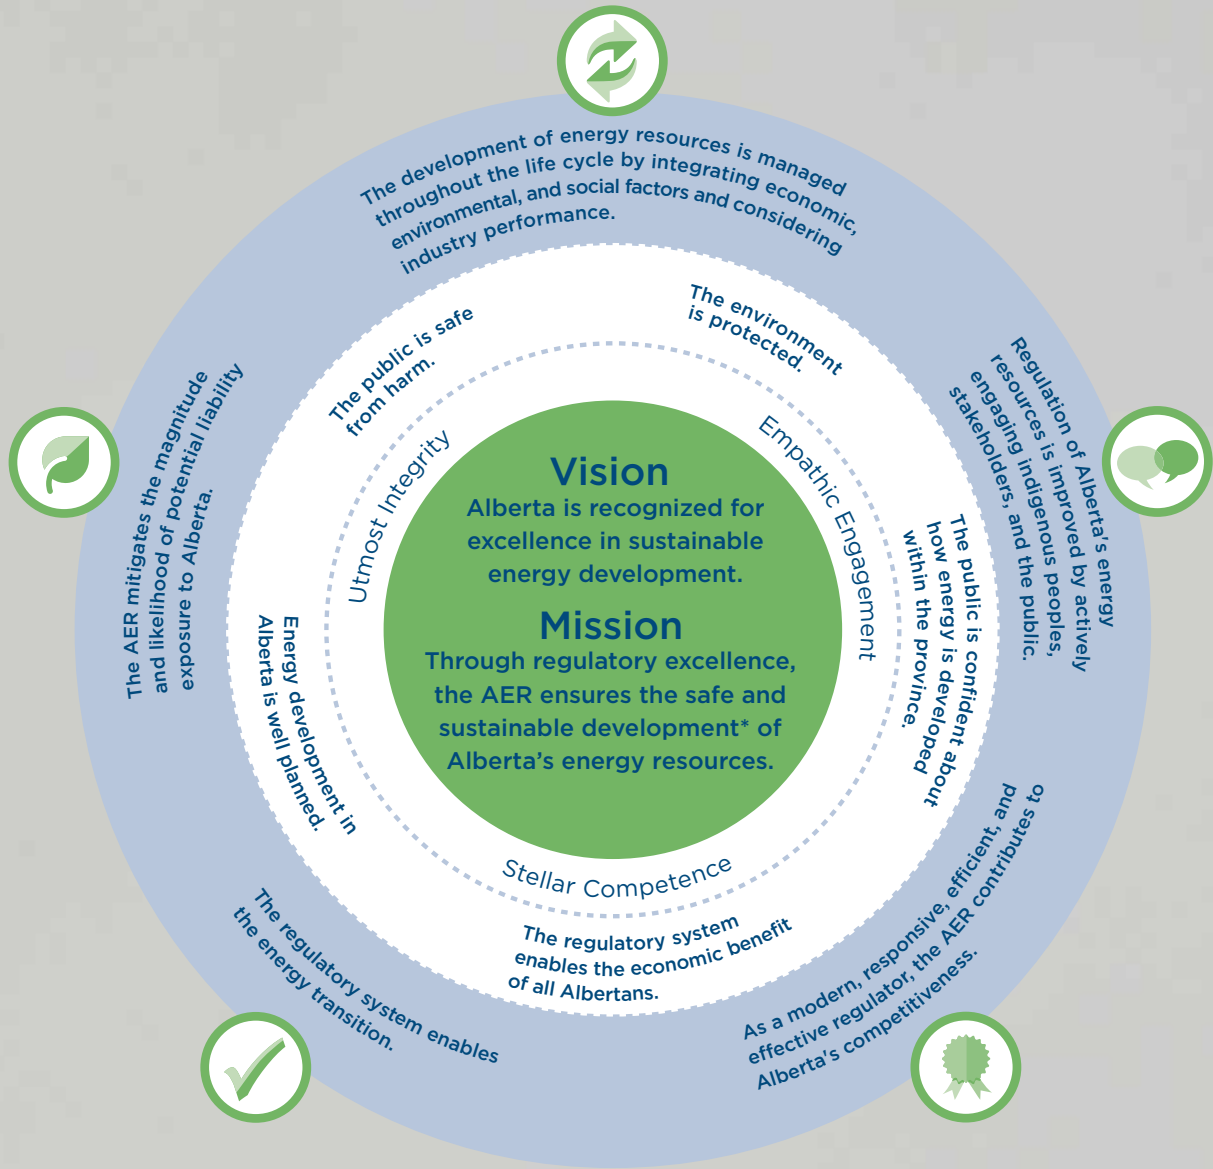 The development of energy resources is managed
throughout the life cycle by integrating economic,
environmental, and social factors and considering
industry performance.
The public is safe
from harm.
The environment
is protected.
Regulation of Alberta's energy
resources is improved by actively
engaging indigenous peoples,
stakeholders, and the public.
The AER mitigates the magnitude
and likelihood of potential liability
exposure to Alberta.
Utmost Integrity
Empathic Engagement
Vision
Alberta is recognized for
excellence in sustainable
energy development.
Mission
Through regulatory excellence,
the AER ensures the safe and
sustainable development* of
Alberta’s energy resources.
The public is confident about
how energy is developed
within the province.
Energy development in
Alberta is well planned.
Stellar Competence
The regulatory system
enables the economic benefit
of all Albertans.
The regulatory system enables
the energy transition.
As a modern, responsive, efficient, and
effective regulator, the AER contributes to
Alberta's competitiveness.